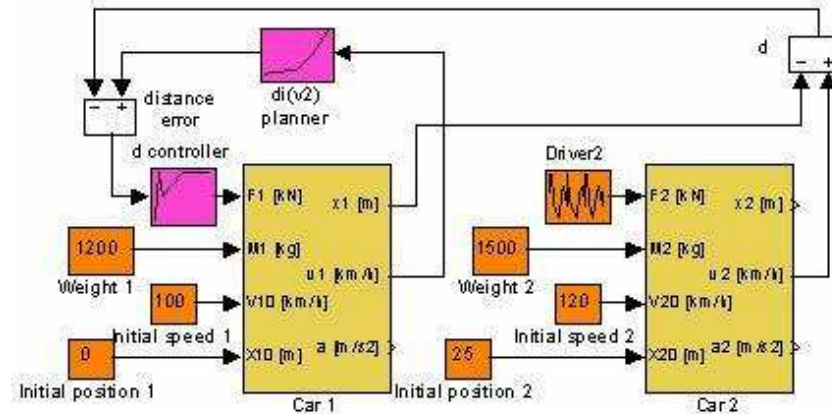 d
- +
- +
distance
error
di(v2)
planner
d controller
F1 [kN]
x1 [m]
M1 [kg]
u1 [km/h]
V10 [km/h]
X10 [m]
a [m/s2]
1200
Weight 1
100
Initial speed 1
0
Initial position 1
Car 1
Driver2
F2 [kN]
x2 [m]
M2 [kg]
u2 [km/h]
V20 [km/h]
X20 [m]
a2 [m/s2]
1500
Weight 2
120
Initial speed 2
25
Initial position 2
Car 2